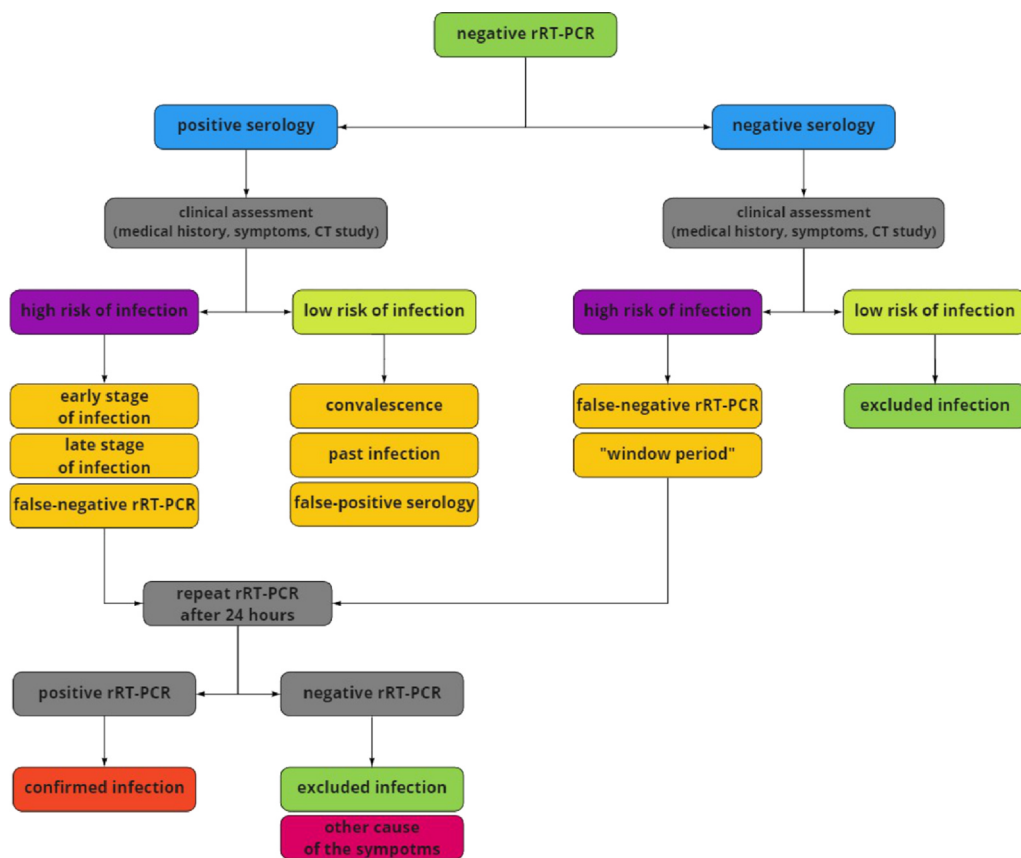 negative rRT-PCR
positive serology
negative serology
clinical assessment
(medical history, symptoms, CT study)
clinical assessment
(medical history, symptoms, CT study)
high risk of infection
low risk of infection
high risk of infection
low risk of infection
early stage
of infection
late stage
of infection
false-negative rRT-PCR
convalescence
past infection
false-positive serology
false-negative rRT-PCR
"window period"
excluded infection
repeat rRT-PCR
after 24 hours
positive rRT-PCR
negative rRT-PCR
confirmed infection
excluded infection
other cause
of the sympotms